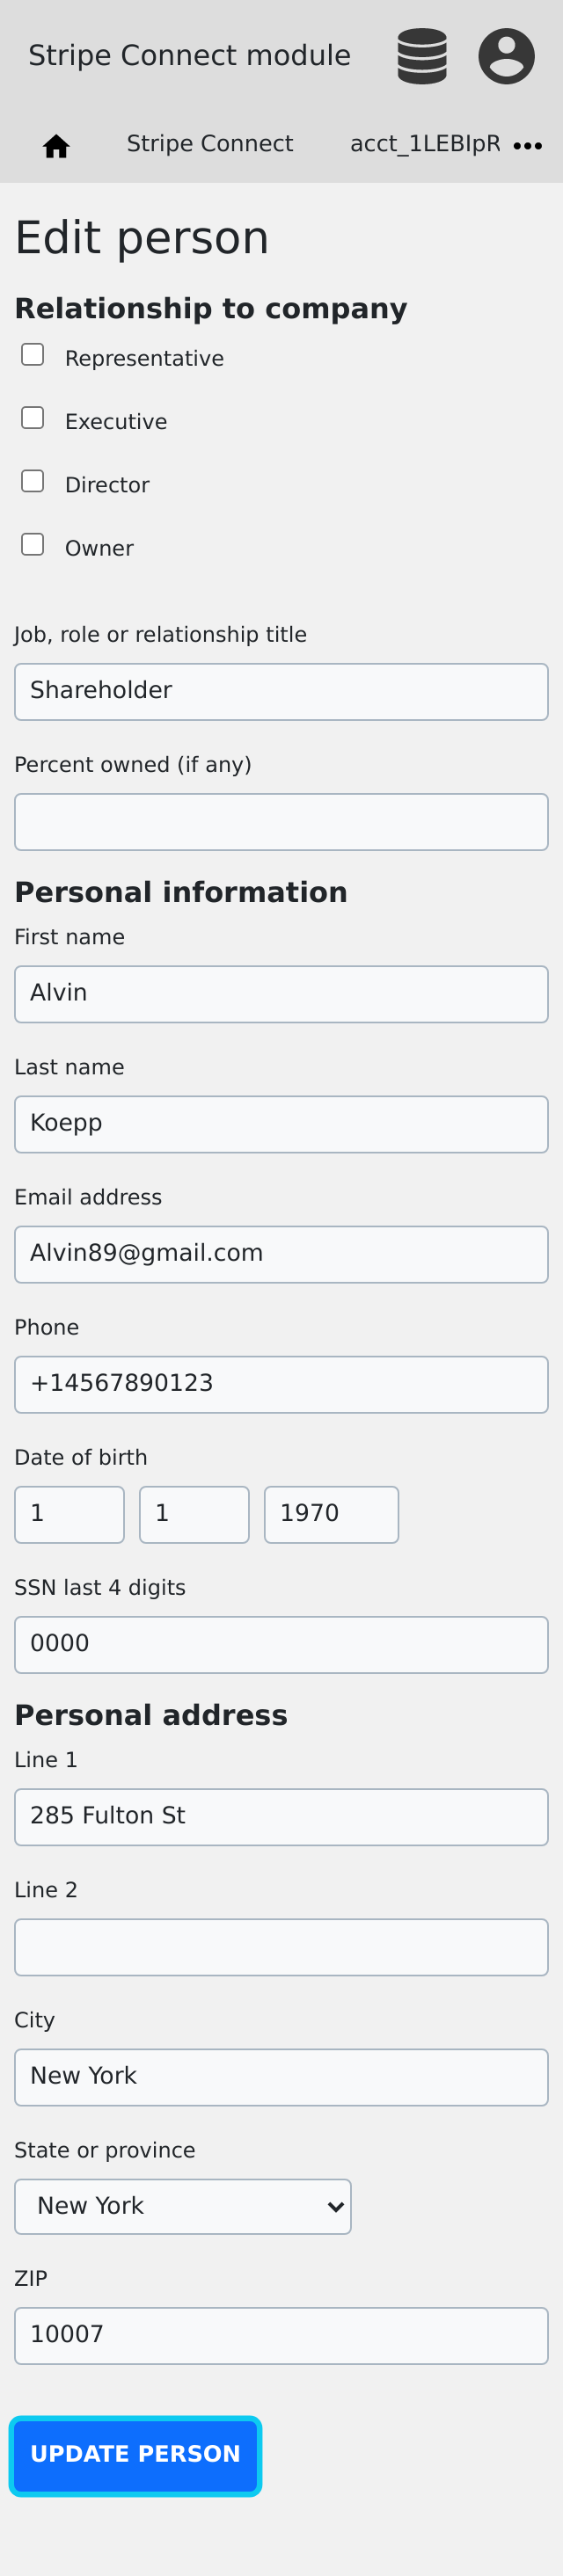 Stripe Connect module
Stripe Connect
acct_1LEBIpR
Edit person
Relationship to company
Representative
Executive
Director
Owner
Job, role or relationship title
Shareholder
Percent owned (if any)
Personal information
First name
Alvin
Last name
Koepp
Email address
Alvin89@gmail.com
Phone
+14567890123
Date of birth
1 1 1970
SSN last 4 digits
0000
Personal address
Line 1
285 Fulton St
Line 2
City
New York
State or province
New York
ZIP
10007
UPDATE PERSON